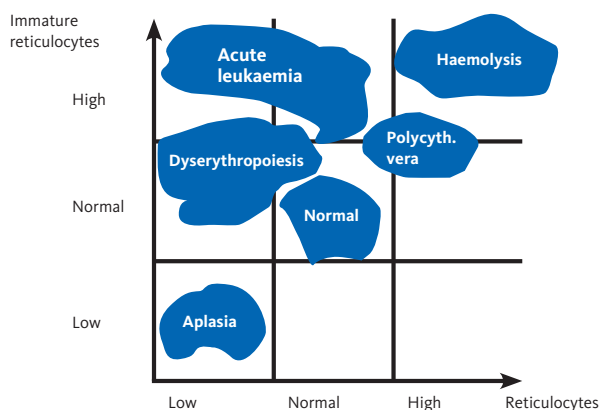 Immature
reticulocytes
High
Normal
Low
Acute
leukaemia
Haemolysis
Polycyth.
vera
Dyserythropoiesis
Normal
Aplasia
Low
Normal
High
Reticulocytes